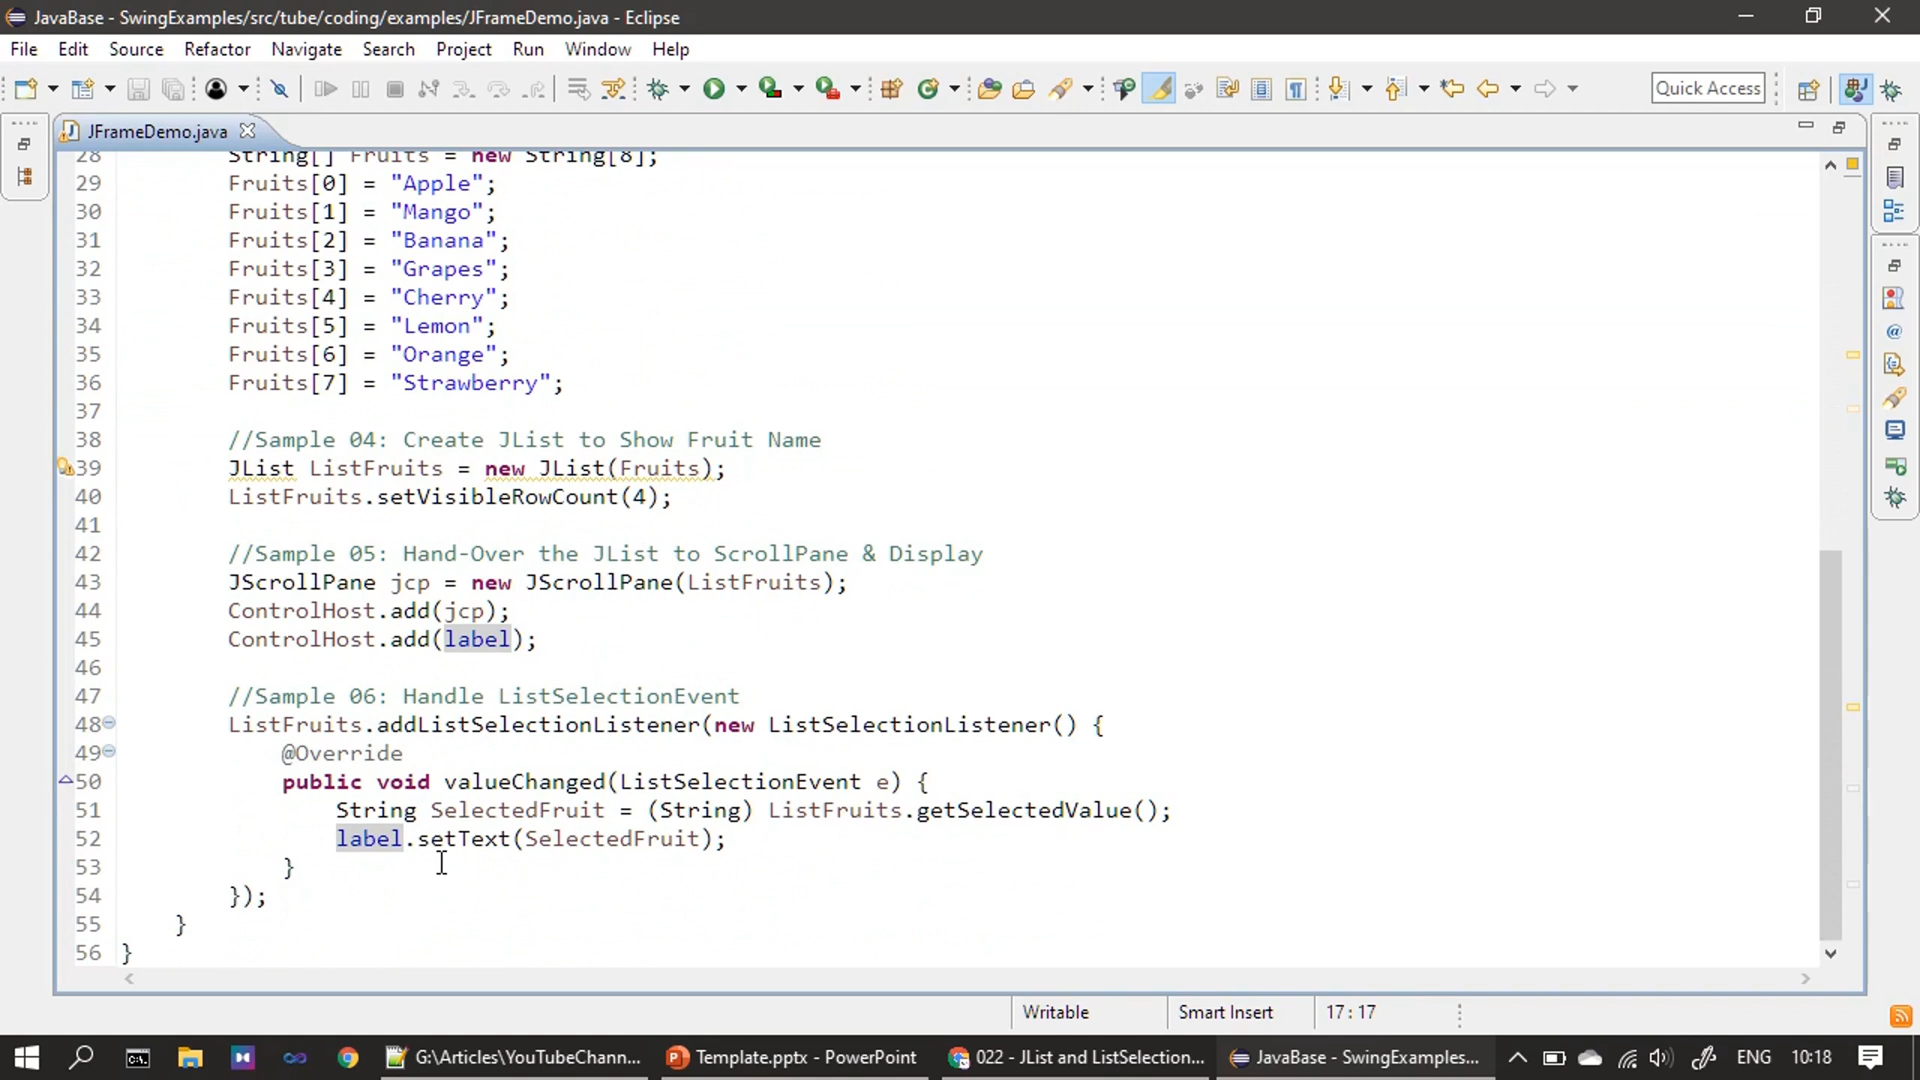 JavaBase - SwingExamples/src/tube/coding/examples/JFrameDemo.java - Eclipse
File Edit Source Refactor Navigate Search Project Run Window Help
Quick Access
JFrameDemo.java
28 String[] Fruits = new String[8];
29 Fruits[0] = "Apple";
30 Fruits[1] = "Mango";
31 Fruits[2] = "Banana";
32 Fruits[3] = "Grapes";
33 Fruits[4] = "Cherry";
34 Fruits[5] = "Lemon";
35 Fruits[6] = "Orange";
36 Fruits[7] = "Strawberry";
37
38 //Sample 04: Create JList to Show Fruit Name
39 JList ListFruits = new JList(Fruits);
40 ListFruits.setVisibleRowCount(4);
41
42 //Sample 05: Hand-Over the JList to ScrollPane & Display
43 JScrollPane jcp = new JScrollPane(ListFruits);
44 ControlHost.add(jcp);
45 ControlHost.add(label);
46
47 //Sample 06: Handle ListSelectionEvent
48 ListFruits.addListSelectionListener(new ListSelectionListener() {
49 @Override
50 public void valueChanged(ListSelectionEvent e) {
51 String SelectedFruit = (String) ListFruits.getSelectedValue();
52 label.setText(SelectedFruit);
53 }
54 });
55 }
56 }
Writable Smart Insert 17 : 17
G:\Articles\YouTubeChann... Template.pptx - PowerPoint 022 - JList and ListSelection... JavaBase - SwingExamples... ENG 10:18